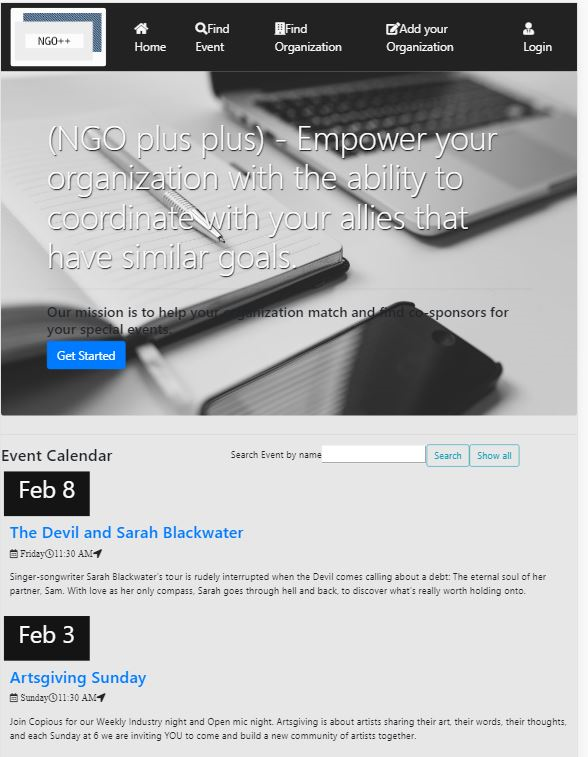 NGO++
Home
Find
Event
Find
Organization
Add your
Organization
Login
(NGO plus plus) - Empower your
organization with the ability to
coordinate with your allies that
have similar goals.
Our mission is to help your organization match and find co-sponsors for
your special events.
Get Started
Event Calendar
Search Event by name
Search
Show all
Feb 8
The Devil and Sarah Blackwater
Friday 11:30 AM
Singer-songwriter Sarah Blackwater's tour is rudely interrupted when the Devil comes calling about a debt: The eternal soul of her
partner, Sam. With love as her only compass, Sarah goes through hell and back, to discover what's really worth holding onto.
Feb 3
Artsgiving Sunday
Sunday 11:30 AM
Join Copious for our Weekly Industry night and Open mic night. Artsgiving is about artists sharing their art, their words, their thoughts,
and each Sunday at 6 we are inviting YOU to come and build a new community of artists together.